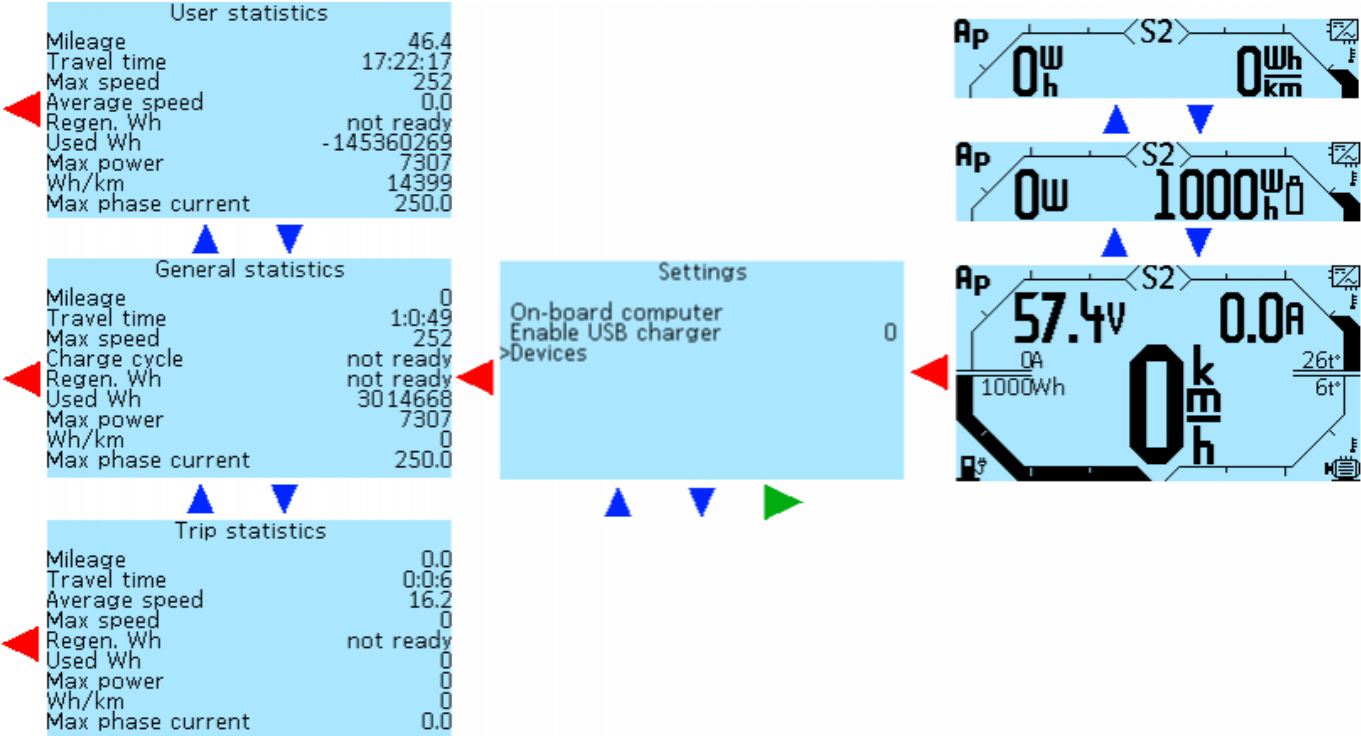 User statistics
Mileage 46.4
Travel time 17:22:17
Max speed 252
Average speed 0.0
Regen. Wh not ready
Used Wh -145360269
Max power 7307
Wh/km 14399
Max phase current 250.0
General statistics
Mileage 0
Travel time 1:0:49
Max speed 252
Charge cycle not ready
Regen. Wh not ready
Used Wh 3014668
Max power 7307
Wh/km 0
Max phase current 250.0
Trip statistics
Mileage 0.0
Travel time 0:0:6
Average speed 16.2
Max speed 0
Regen. Wh not ready
Used Wh 0
Max power 0
Wh/km 0
Max phase current 0.0
Settings
On-board computer
Enable USB charger 0
>Devices
Ap S2
0Wh 0Wh/km
Ap S2
0W 1000Wh
Ap S2
57.4V 0.0A
0A 26t°
1000Wh 6t°
0 km/h